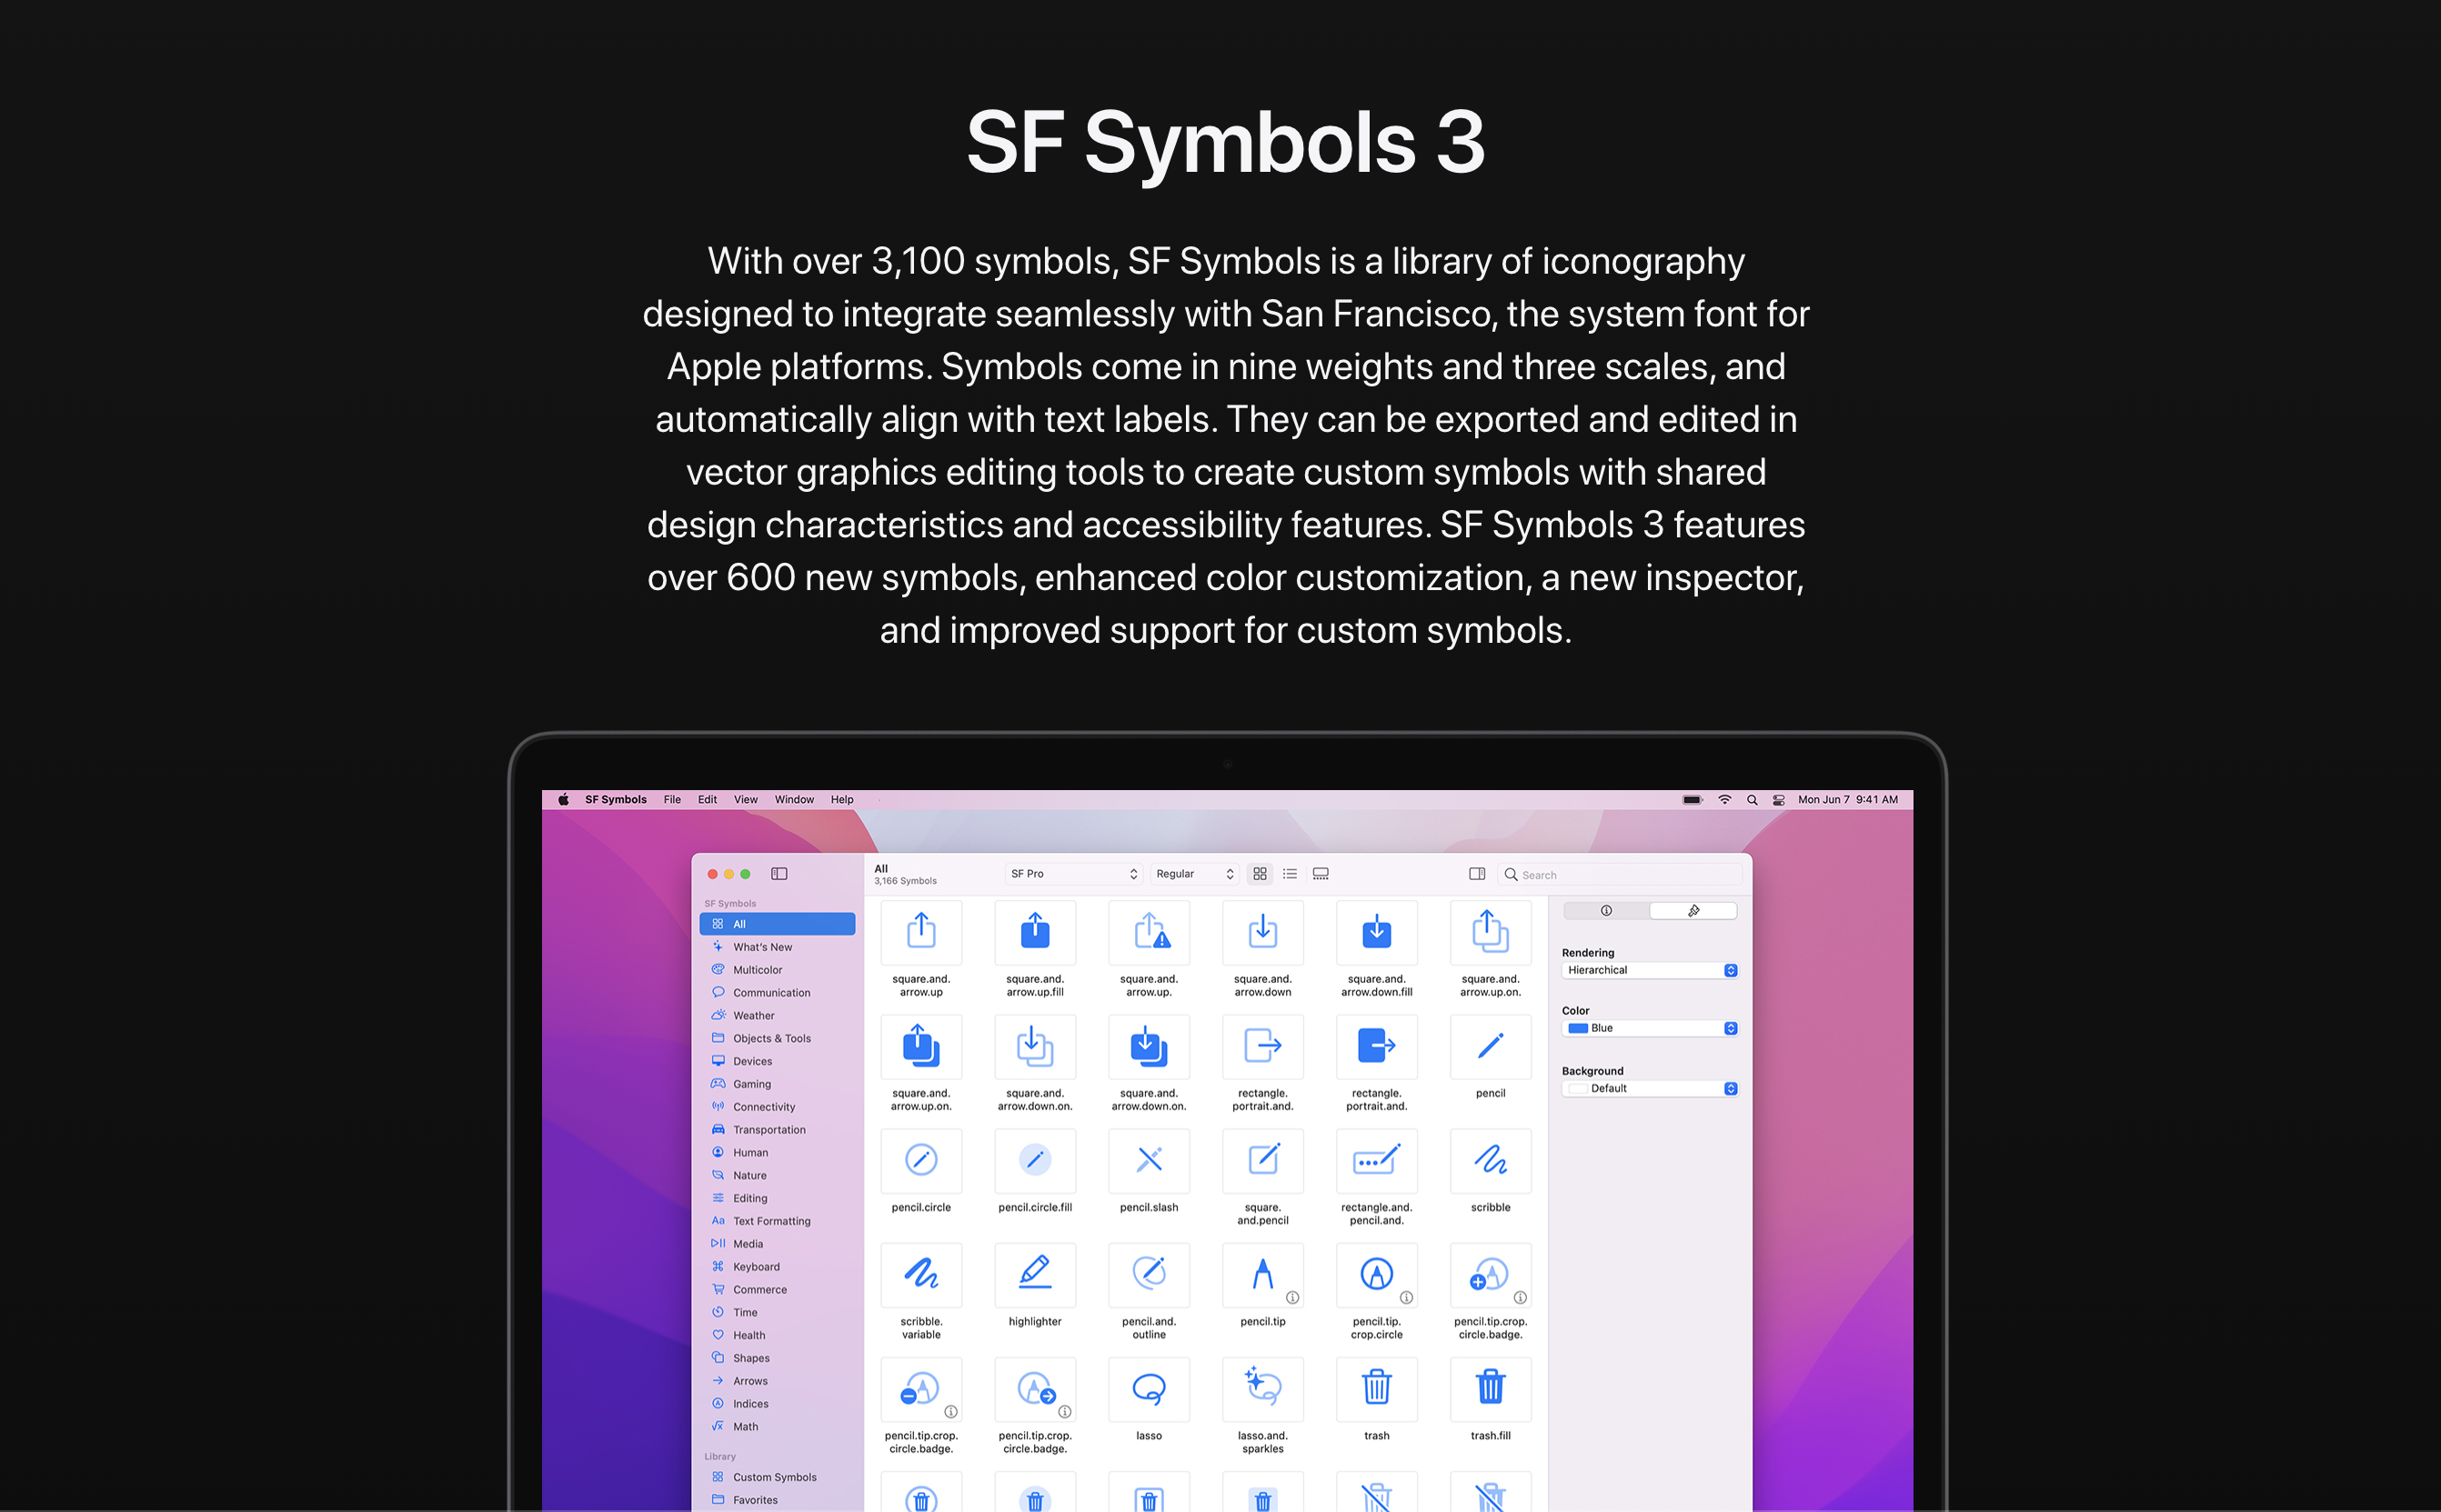 SF Symbols 3
With over 3,100 symbols, SF Symbols is a library of iconography
designed to integrate seamlessly with San Francisco, the system font for
Apple platforms. Symbols come in nine weights and three scales, and
automatically align with text labels. They can be exported and edited in
vector graphics editing tools to create custom symbols with shared
design characteristics and accessibility features. SF Symbols 3 features
over 600 new symbols, enhanced color customization, a new inspector,
and improved support for custom symbols.
SF Symbols File Edit View Window Help
Mon Jun 7 9:41 AM
SF Symbols
All
What's New
Multicolor
Communication
Weather
Objects & Tools
Devices
Gaming
Connectivity
Transportation
Human
Nature
Editing
Aa Text Formatting
Media
Keyboard
Commerce
Time
Health
Shapes
Arrows
Indices
Math
Library
Custom Symbols
Favorites
All
3,166 Symbols
SF Pro
Regular
Search
square.and.
arrow.up
square.and.
arrow.up.fill
square.and.
arrow.up.
square.and.
arrow.down
square.and.
arrow.down.fill
square.and.
arrow.up.on.
square.and.
arrow.up.on.
square.and.
arrow.down.on.
square.and.
arrow.down.on.
rectangle.
portrait.and.
rectangle.
portrait.and.
pencil
pencil.circle
pencil.circle.fill
pencil.slash
square.
and.pencil
rectangle.and.
pencil.and.
scribble
scribble.
variable
highlighter
pencil.and.
outline
pencil.tip
pencil.tip.
crop.circle
pencil.tip.crop.
circle.badge.
pencil.tip.crop.
circle.badge.
pencil.tip.crop.
circle.badge.
lasso
lasso.and.
sparkles
trash
trash.fill
Rendering
Hierarchical
Color
Blue
Background
Default